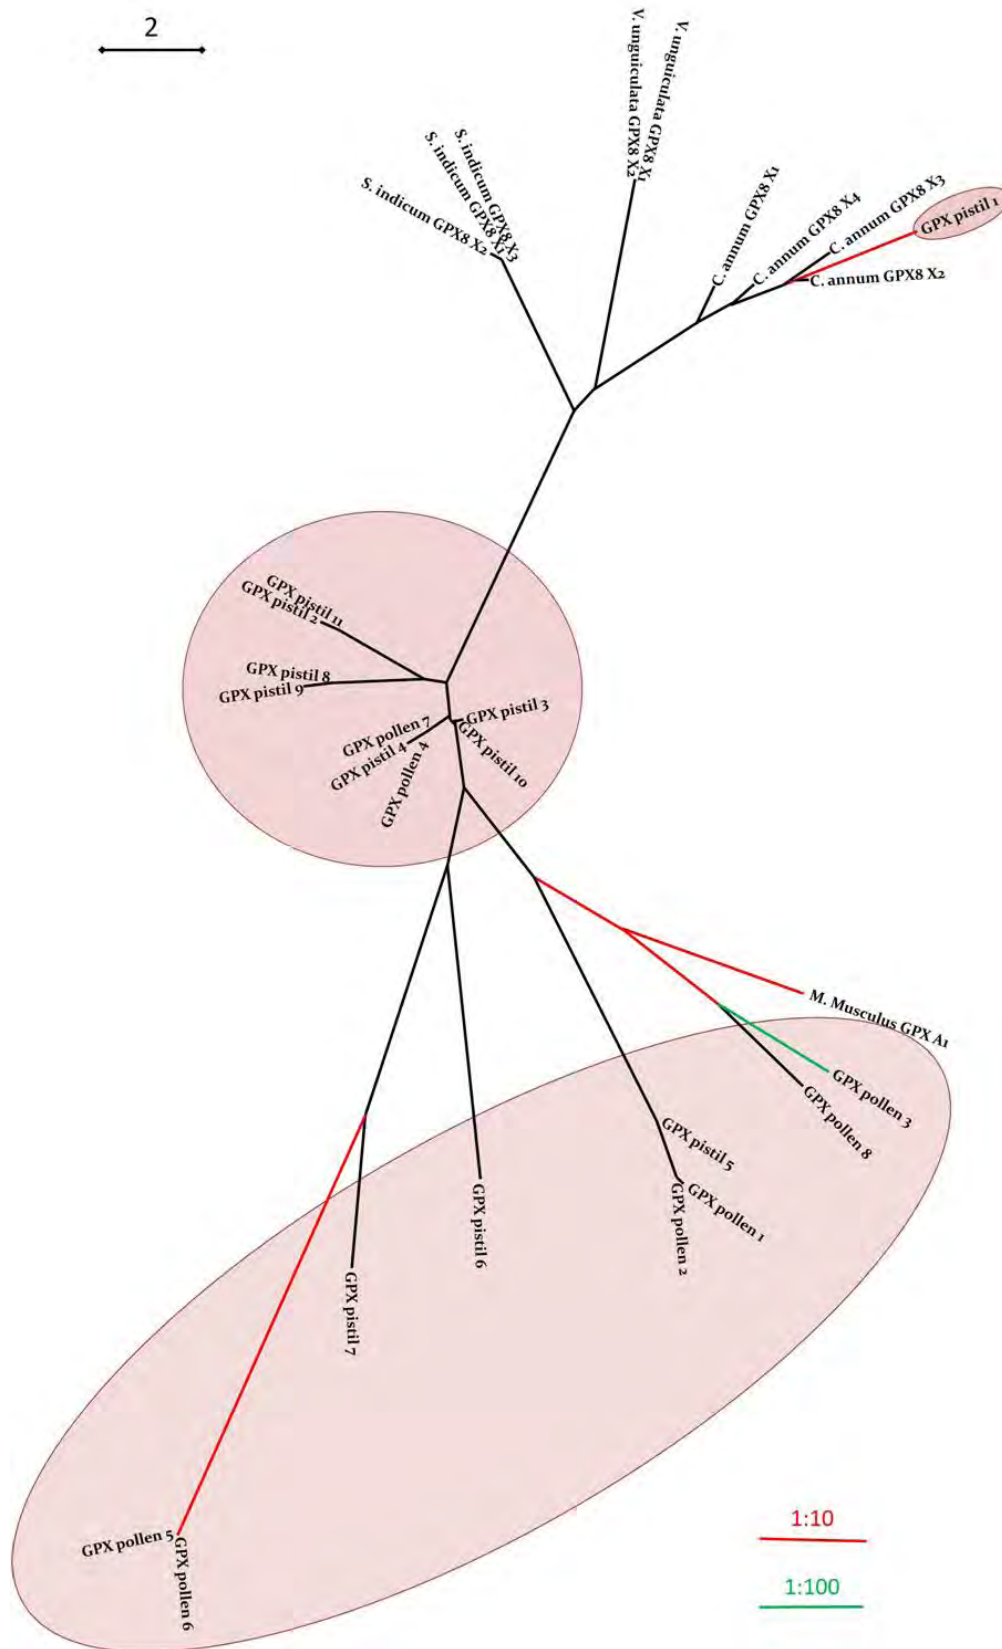 2
V. unguiculata GPX8 X2
V. unguiculata GPX8 X1
S. indicum GPX8 X3
S. indicum GPX8 X1
S. indicum GPX8 X2
C. annum GPX8 X1
C. annum GPX8 X4
C. annum GPX8 X3
GPX pistil 1
C. annum GPX8 X2
GPX pistil 11
GPX pistil 2
GPX pistil 8
GPX pistil 9
GPX pollen 7
GPX pistil 3
GPX pistil 4
GPX pollen 4
GPX pistil 10
M. Musculus GPX A1
GPX pollen 3
GPX pollen 8
GPX pistil 5
GPX pollen 1
GPX pollen 2
GPX pistil 6
GPX pistil 7
GPX pollen 5
GPX pollen 6
1:10
1:100